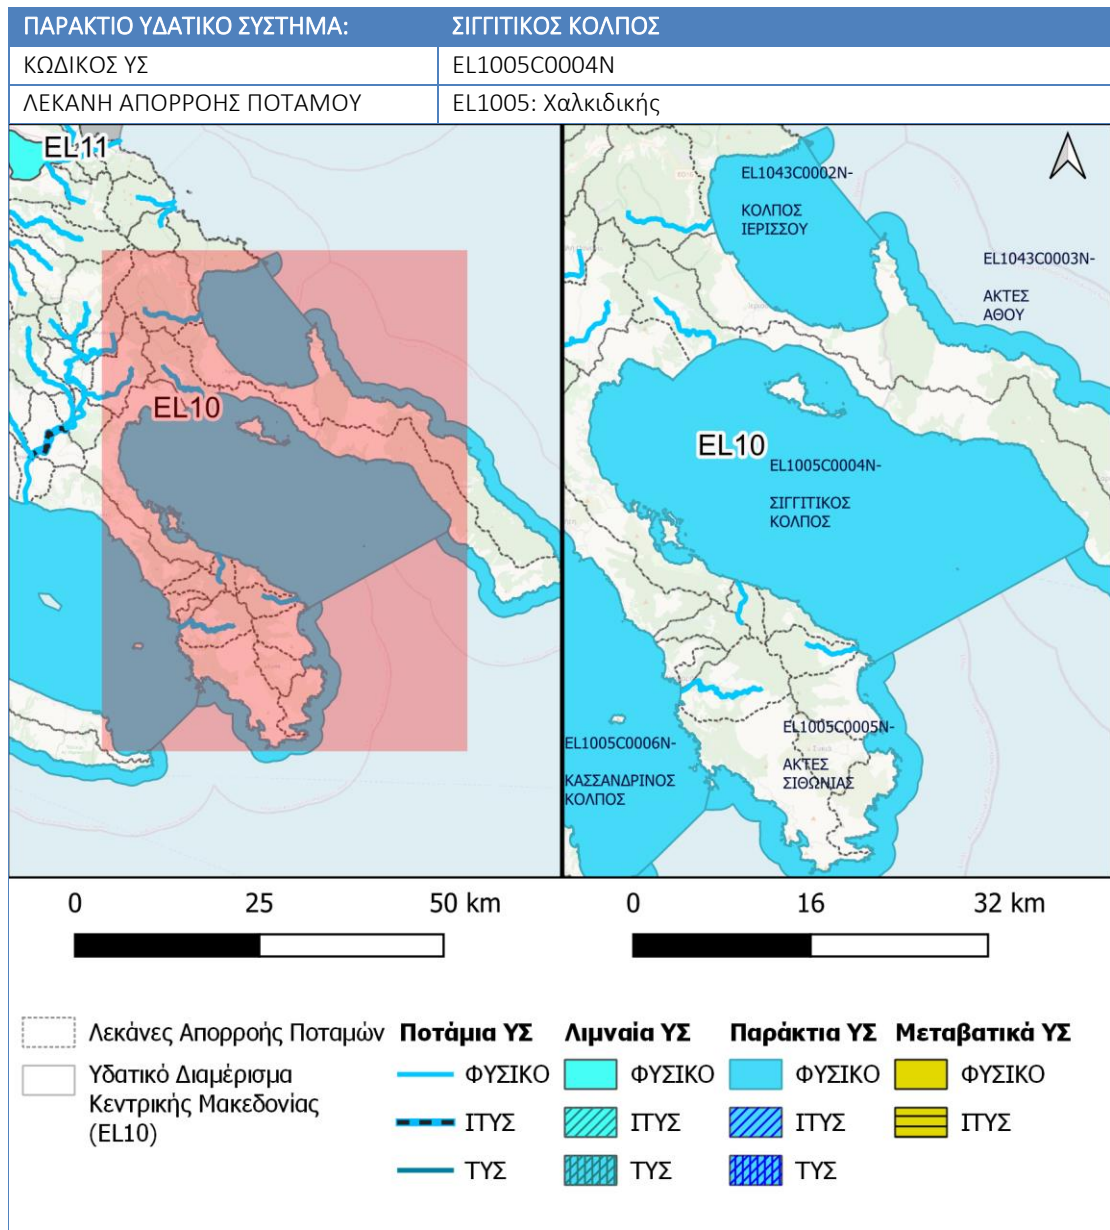 ΠΑΡΑΚΤΙΟ ΥΔΑΤΙΚΟ ΣΥΣΤΗΜΑ: ΣΙΓΓΙΤΙΚΟΣ ΚΟΛΠΟΣ
ΚΩΔΙΚΟΣ ΥΣ EL1005C0004N
ΛΕΚΑΝΗ ΑΠΟΡΡΟΗΣ ΠΟΤΑΜΟΥ EL1005: Χαλκιδικής
EL11
EL10
EL1043C0002N-
ΚΟΛΠΟΣ
ΙΕΡΙΣΣΟΥ
EL1043C0003N-
ΑΚΤΕΣ
ΑΘΟΥ
EL10
EL1005C0004N-
ΣΙΓΓΙΤΙΚΟΣ
ΚΟΛΠΟΣ
EL1005C0005N-
ΑΚΤΕΣ
ΣΙΘΩΝΙΑΣ
EL1005C0006N-
ΚΑΣΣΑΝΔΡΙΝΟΣ
ΚΟΛΠΟΣ
0 25 50 km
0 16 32 km
Λεκάνες Απορροής Ποταμών
Υδατικό Διαμέρισμα
Κεντρικής Μακεδονίας
(EL10)
Ποτάμια ΥΣ
ΦΥΣΙΚΟ
ΙΤΥΣ
ΤΥΣ
Λιμναία ΥΣ
ΦΥΣΙΚΟ
ΙΤΥΣ
ΤΥΣ
Παράκτια ΥΣ
ΦΥΣΙΚΟ
ΙΤΥΣ
ΤΥΣ
Μεταβατικά ΥΣ
ΦΥΣΙΚΟ
ΙΤΥΣ